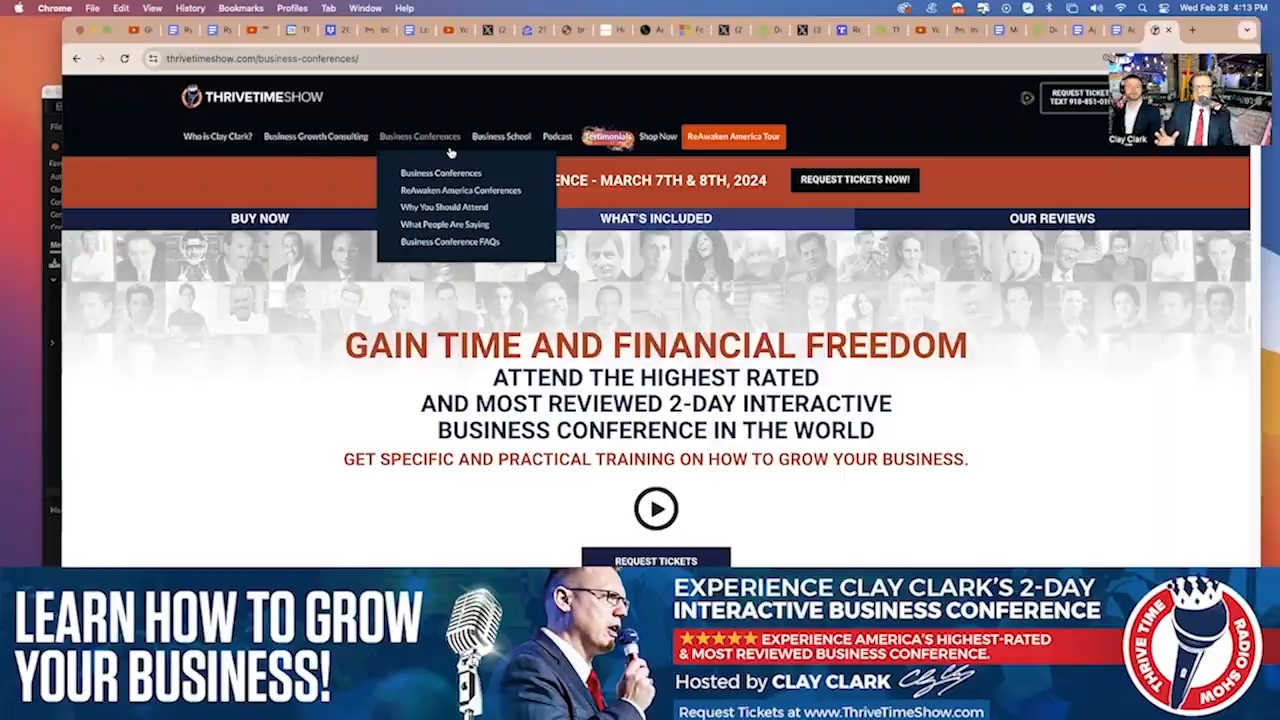 Chrome File Edit View History Bookmarks Profiles Tab Window Help
Wed Feb 28 4:13 PM
thrivetimeshow.com/business-conferences/
THRIVETIMESHOW
REQUEST TICKETS
TEXT 918-851-01
Who is Clay Clark? Business Growth Consulting Business Conferences Business School Podcast Testimonials Shop Now ReAwaken America Tour
Clay Clark
Business Conferences
ReAwaken America Conferences
Why You Should Attend
What People Are Saying
Business Conference FAQs
ENCE - MARCH 7TH & 8TH, 2024
REQUEST TICKETS NOW!
BUY NOW
WHAT'S INCLUDED
OUR REVIEWS
GAIN TIME AND FINANCIAL FREEDOM
ATTEND THE HIGHEST RATED
AND MOST REVIEWED 2-DAY INTERACTIVE
BUSINESS CONFERENCE IN THE WORLD
GET SPECIFIC AND PRACTICAL TRAINING ON HOW TO GROW YOUR BUSINESS.
REQUEST TICKETS
LEARN HOW TO GROW
YOUR BUSINESS!
EXPERIENCE CLAY CLARK'S 2-DAY
INTERACTIVE BUSINESS CONFERENCE
★★★★★ EXPERIENCE AMERICA'S HIGHEST-RATED
& MOST REVIEWED BUSINESS CONFERENCE.
Hosted by CLAY CLARK
Request Tickets at www.ThriveTimeShow.com
THRIVE TIME
RADIO SHOW